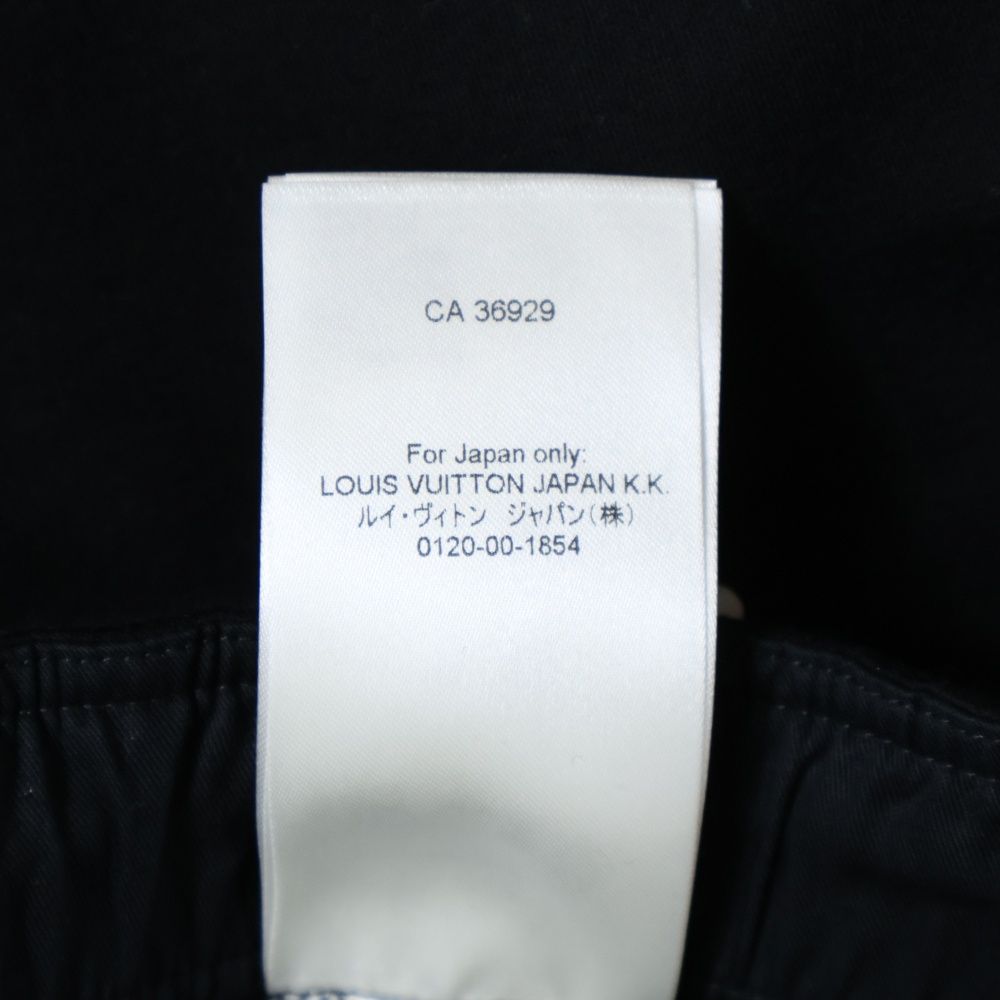 CA 36929
For Japan only:
LOUIS VUITTON JAPAN K.K.
ルイ・ヴィトン ジャパン(株)
0120-00-1854